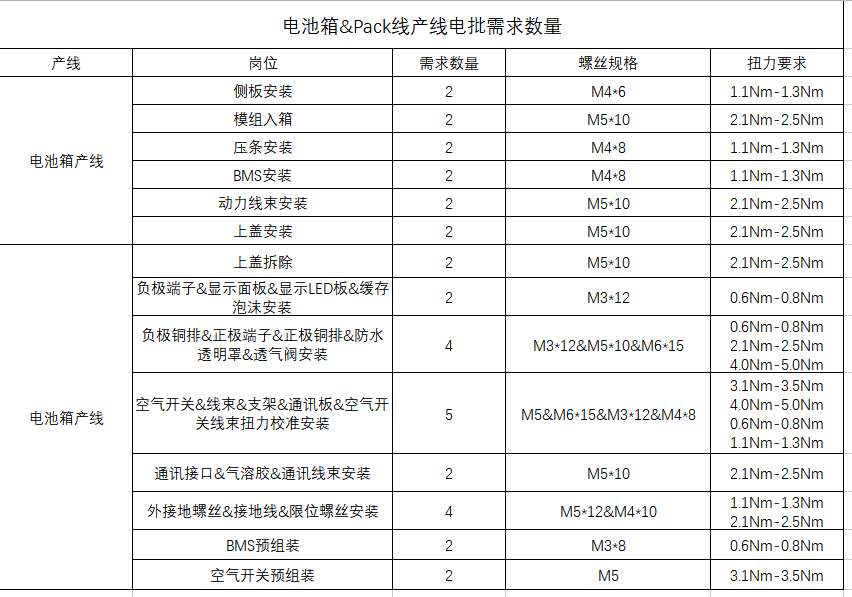 电池箱&Pack线产线电批需求数量
产线 岗位 需求数量 螺丝规格 扭力要求
电池箱产线
侧板安装 2 M4*6 1.1Nm-1.3Nm
模组入箱 2 M5*10 2.1Nm-2.5Nm
压条安装 2 M4*8 1.1Nm-1.3Nm
BMS安装 2 M4*8 1.1Nm-1.3Nm
动力线束安装 2 M5*10 2.1Nm-2.5Nm
上盖安装 2 M5*10 2.1Nm-2.5Nm
电池箱产线
上盖拆除 2 M5*10 2.1Nm-2.5Nm
负极端子&显示面板&显示LED板&缓存
泡沫安装
2 M3*12 0.6Nm-0.8Nm
负极铜排&正极端子&正极铜排&防水
透明罩&透气阀安装
4 M3*12&M5*10&M6*15
0.6Nm-0.8Nm
2.1Nm-2.5Nm
4.0Nm-5.0Nm
空气开关&线束&支架&通讯板&空气开
关线束扭力校准安装
5 M5&M6*15&M3*12&M4*8
3.1Nm-3.5Nm
4.0Nm-5.0Nm
0.6Nm-0.8Nm
1.1Nm-1.3Nm
通讯接口&气溶胶&通讯线束安装 2 M5*10 2.1Nm-2.5Nm
外接地螺丝&接地线&限位螺丝安装 4 M5*12&M4*10
1.1Nm-1.3Nm
2.1Nm-2.5Nm
BMS预组装 2 M3*8 0.6Nm-0.8Nm
空气开关预组装 2 M5 3.1Nm-3.5Nm